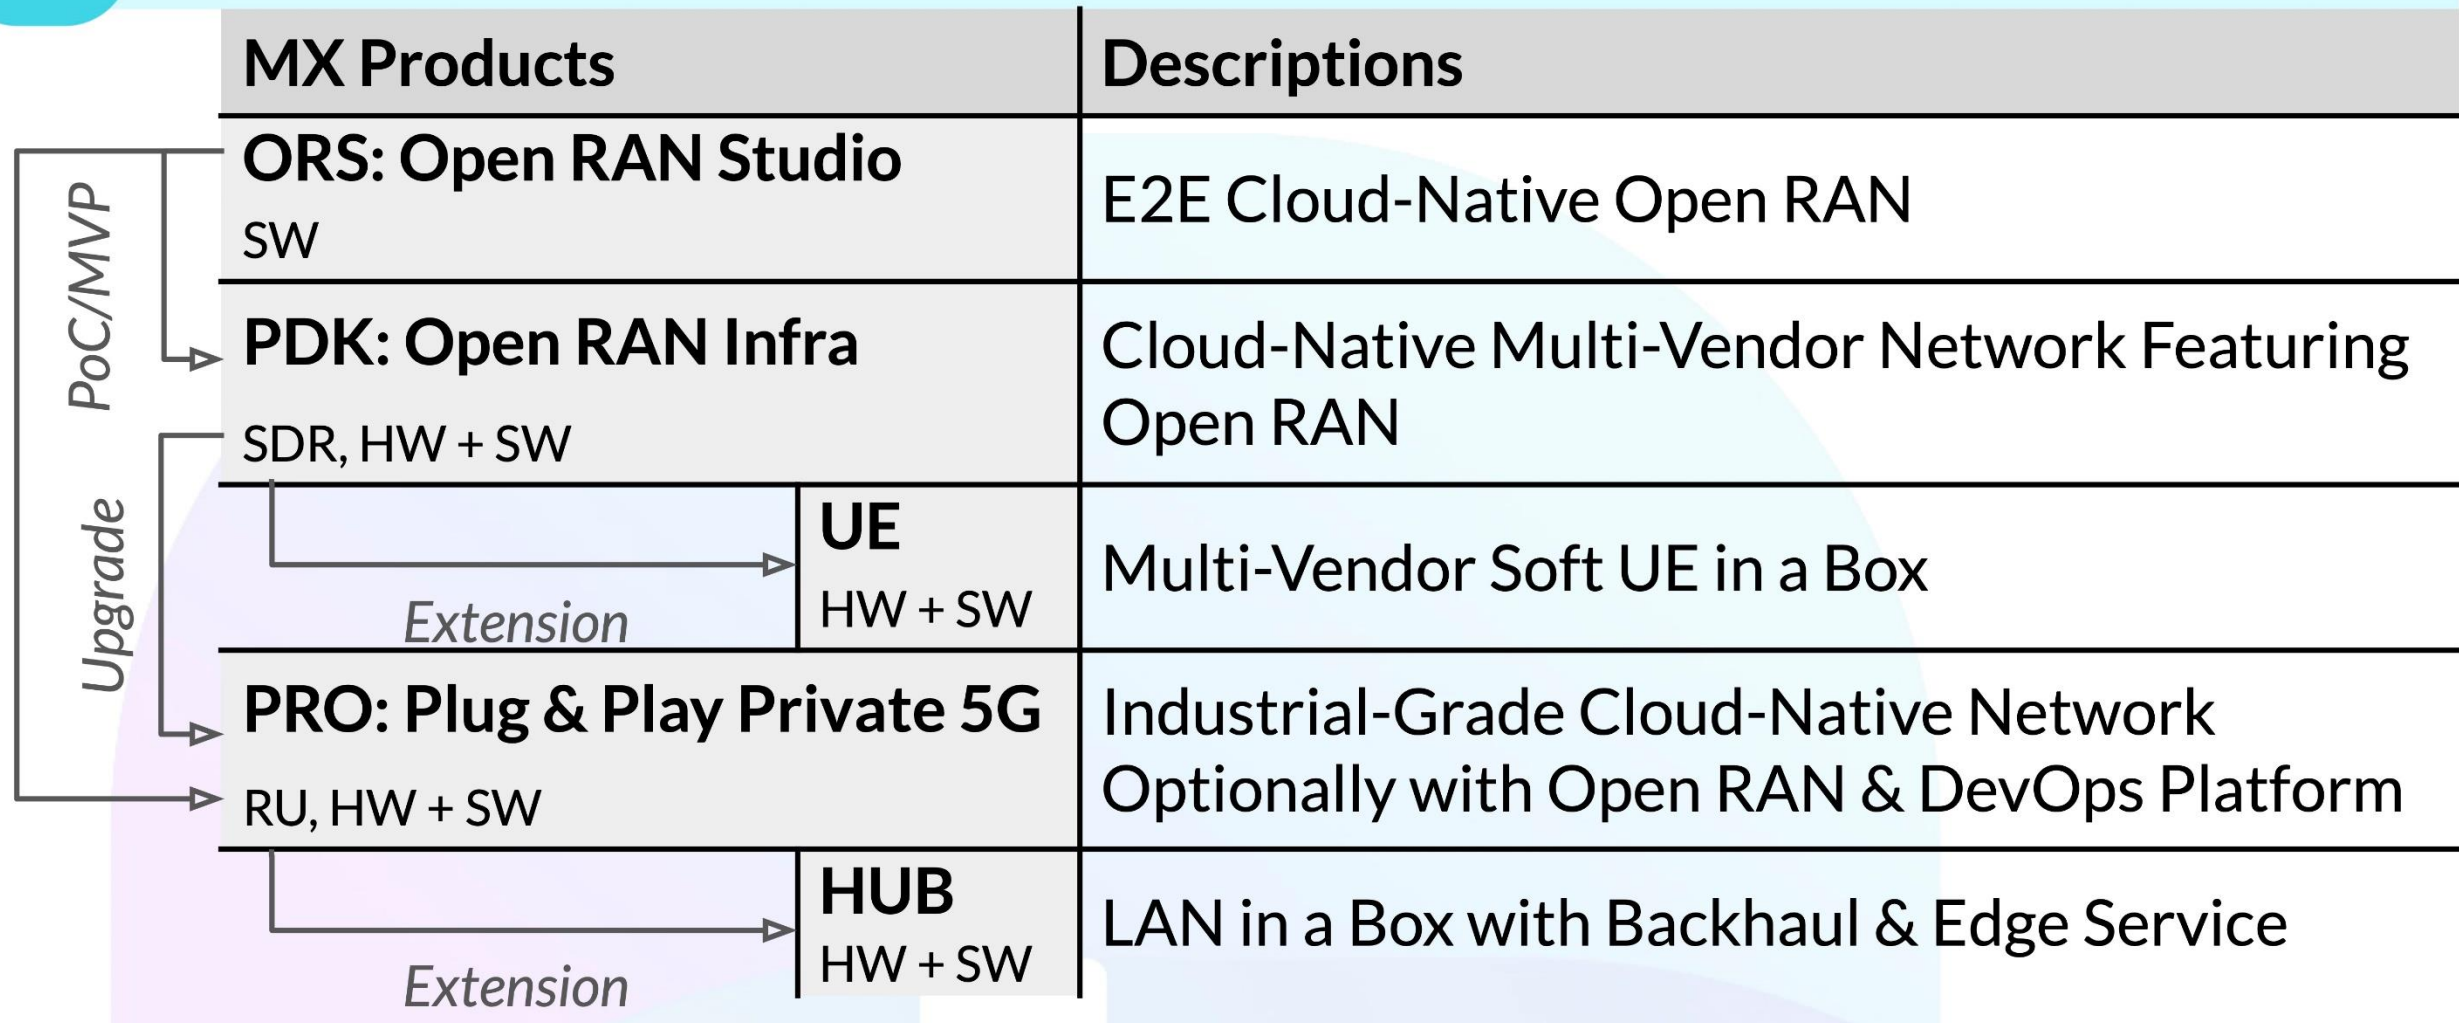 MX Products
Descriptions
ORS: Open RAN Studio
SW
E2E Cloud-Native Open RAN
PoC/MVP
PDK: Open RAN Infra
SDR, HW + SW
Cloud-Native Multi-Vendor Network Featuring
Open RAN
Upgrade
Extension
UE
HW + SW
Multi-Vendor Soft UE in a Box
PRO: Plug & Play Private 5G
RU, HW + SW
Industrial-Grade Cloud-Native Network
Optionally with Open RAN & DevOps Platform
Extension
HUB
HW + SW
LAN in a Box with Backhaul & Edge Service